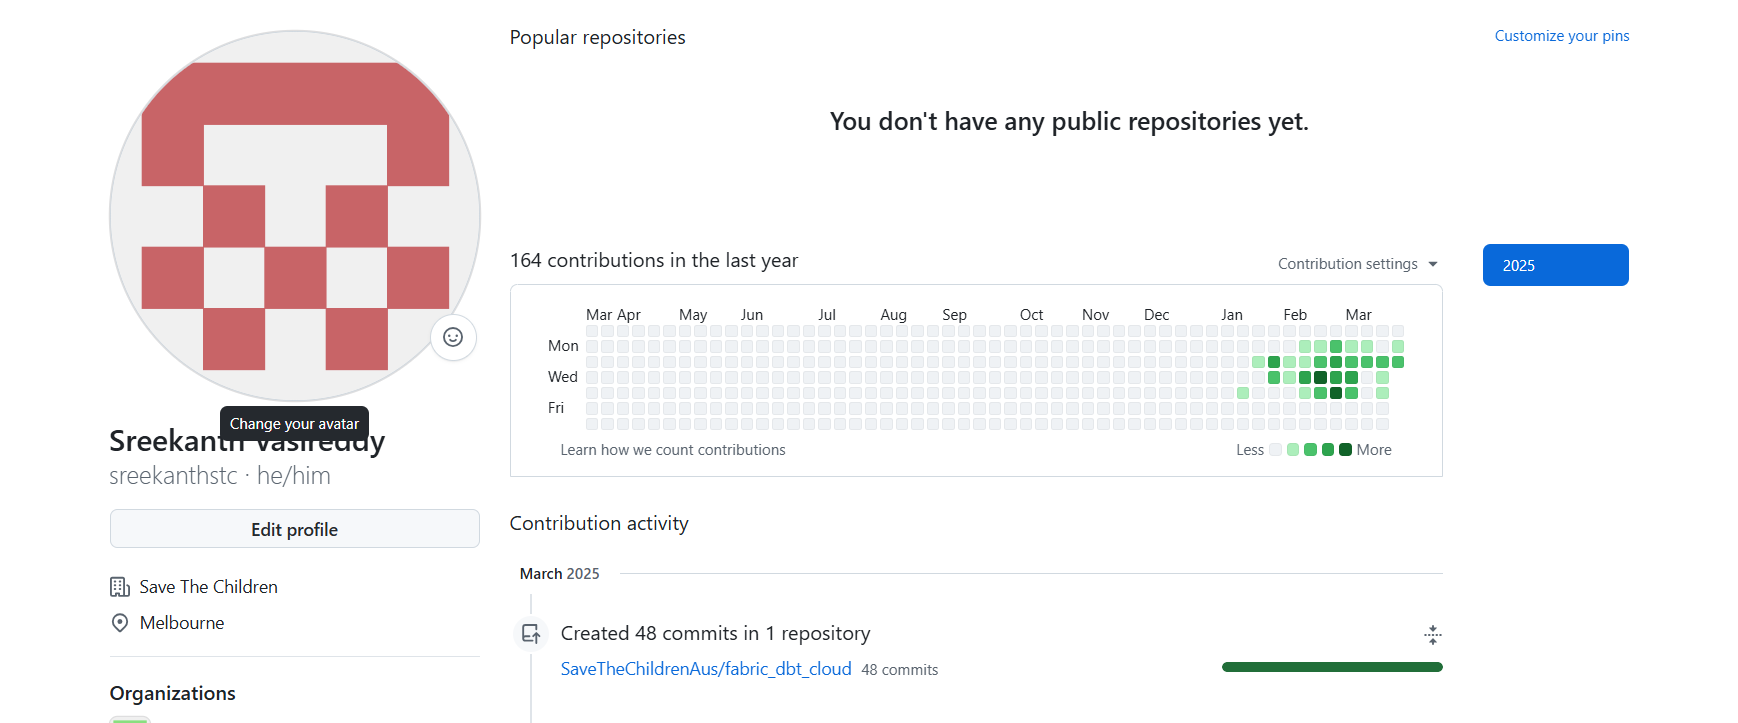 Popular repositories
Customize your pins
You don't have any public repositories yet.
164 contributions in the last year
Contribution settings
2025
Mar Apr May Jun Jul Aug Sep Oct Nov Dec Jan Feb Mar
Mon
Wed
Fri
Learn how we count contributions
Less More
Change your avatar
Sreekanth Vasireddy
sreekanthstc · he/him
Edit profile
Save The Children
Melbourne
Organizations
Contribution activity
March 2025
Created 48 commits in 1 repository
SaveTheChildrenAus/fabric_dbt_cloud 48 commits